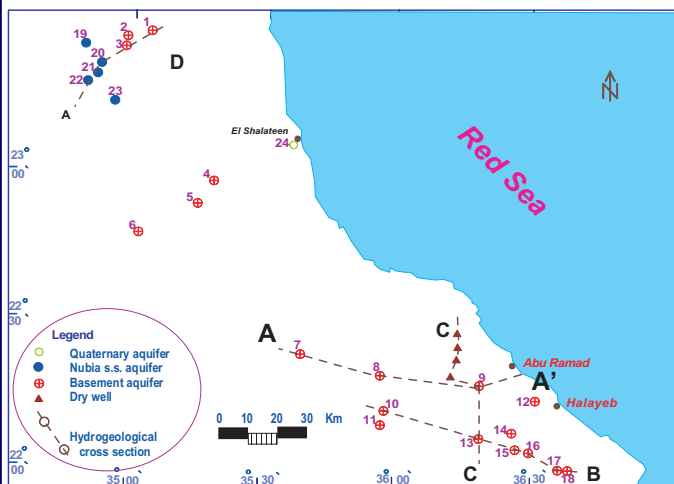 19
2
1
3
20
21
22
23
D
A
El Shalateen
24
23°
00`
4
5
6
Red Sea
N
22°
30`
Legend
Quaternary aquifer
Nubia s.s. aquifer
Basement aquifer
Dry well
Hydrogeological
cross section
A
7
8
C
9
Abu Ramad
A’
12
Halayeb
10
11
0 10 20 30 Km
13
14
15
16
17
18
B
C
22°
00`
35°
00`
35°
30`
36°
00`
36°
30`